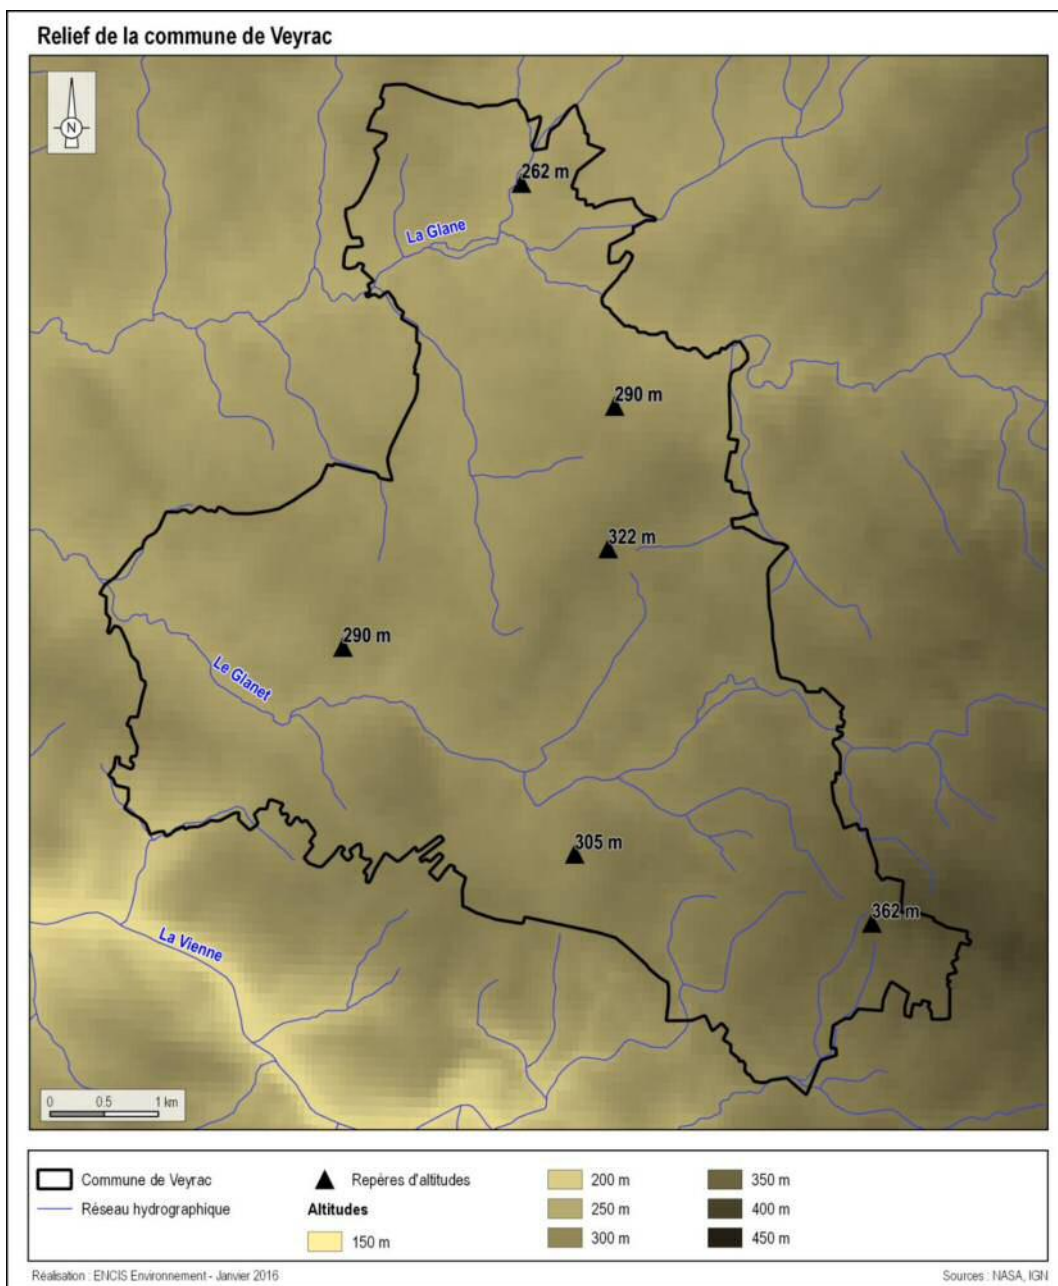 Relief de la commune de Veyrac
N
262 m
La Glane
290 m
322 m
290 m
Le Glanet
305 m
362 m
La Vienne
0 0.5 1 km
Commune de Veyrac
Réseau hydrographique
Repères d'altitudes
Altitudes
150 m
200 m
250 m
300 m
350 m
400 m
450 m
Réalisation : ENCIS Environnement - Janvier 2016
Sources : NASA, IGN